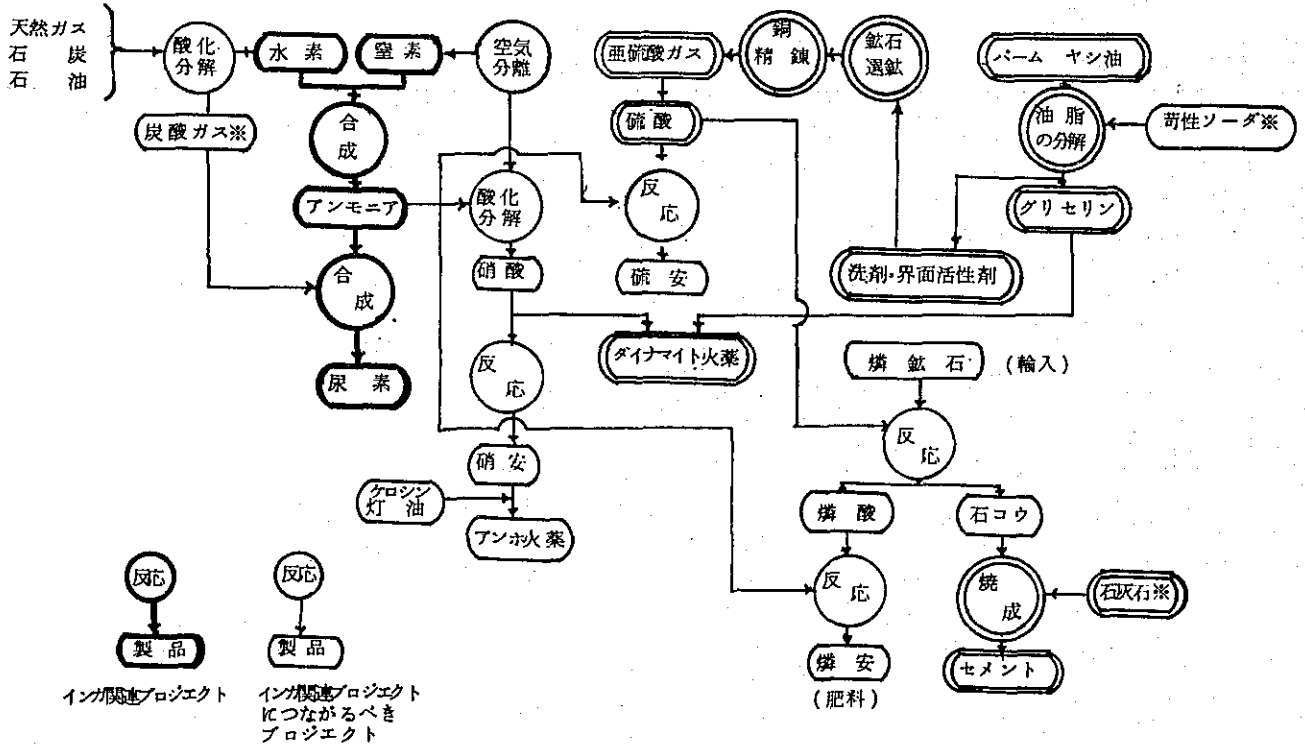 天然ガス
石炭
石油
酸化
分解
水素
窒素
空気
分離
亜硫酸ガス
銅
精錬
鉱石
選鉱
パーム ヤシ油
炭酸ガス※
合成
硫酸
油脂
の分解
苛性ソーダ※
アンモニア
酸化
分解
反応
グリセリン
合成
硝酸
硫安
洗剤・界面活性剤
尿素
反応
ダイナマイト火薬
燐鉱石 (輸入)
反応
硝安
ケロシン
灯油
アンホ火薬
燐酸
石コウ
反応
焼成
石灰石※
燐安
(肥料)
セメント
反応
製品
インガ関連プロジェクト
反応
製品
インガ関連プロジェクト
につながるべき
プロジェクト